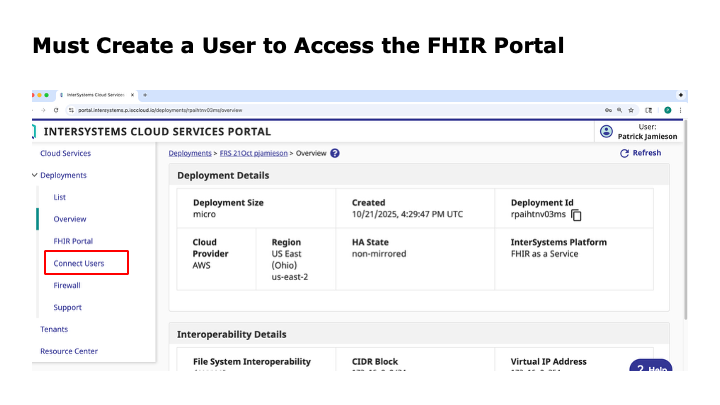 Must Create a User to Access the FHIR Portal
InterSystems Cloud Services
portal.intersystems.p.isccloud.io/deployments/rpaihtnv03ms/overview
INTERSYSTEMS CLOUD SERVICES PORTAL
User:
Patrick Jamieson
Cloud Services
Deployments > FRS 21Oct pjamieson > Overview ?
Refresh
Deployments
List
Overview
FHIR Portal
Connect Users
Firewall
Support
Tenants
Resource Center
Deployment Details
Deployment Size
micro
Created
10/21/2025, 4:29:47 PM UTC
Deployment Id
rpaihtnv03ms
Cloud
Provider
AWS
Region
US East
(Ohio)
us-east-2
HA State
non-mirrored
InterSystems Platform
FHIR as a Service
Interoperability Details
File System Interoperability
CIDR Block
Virtual IP Address
? Help